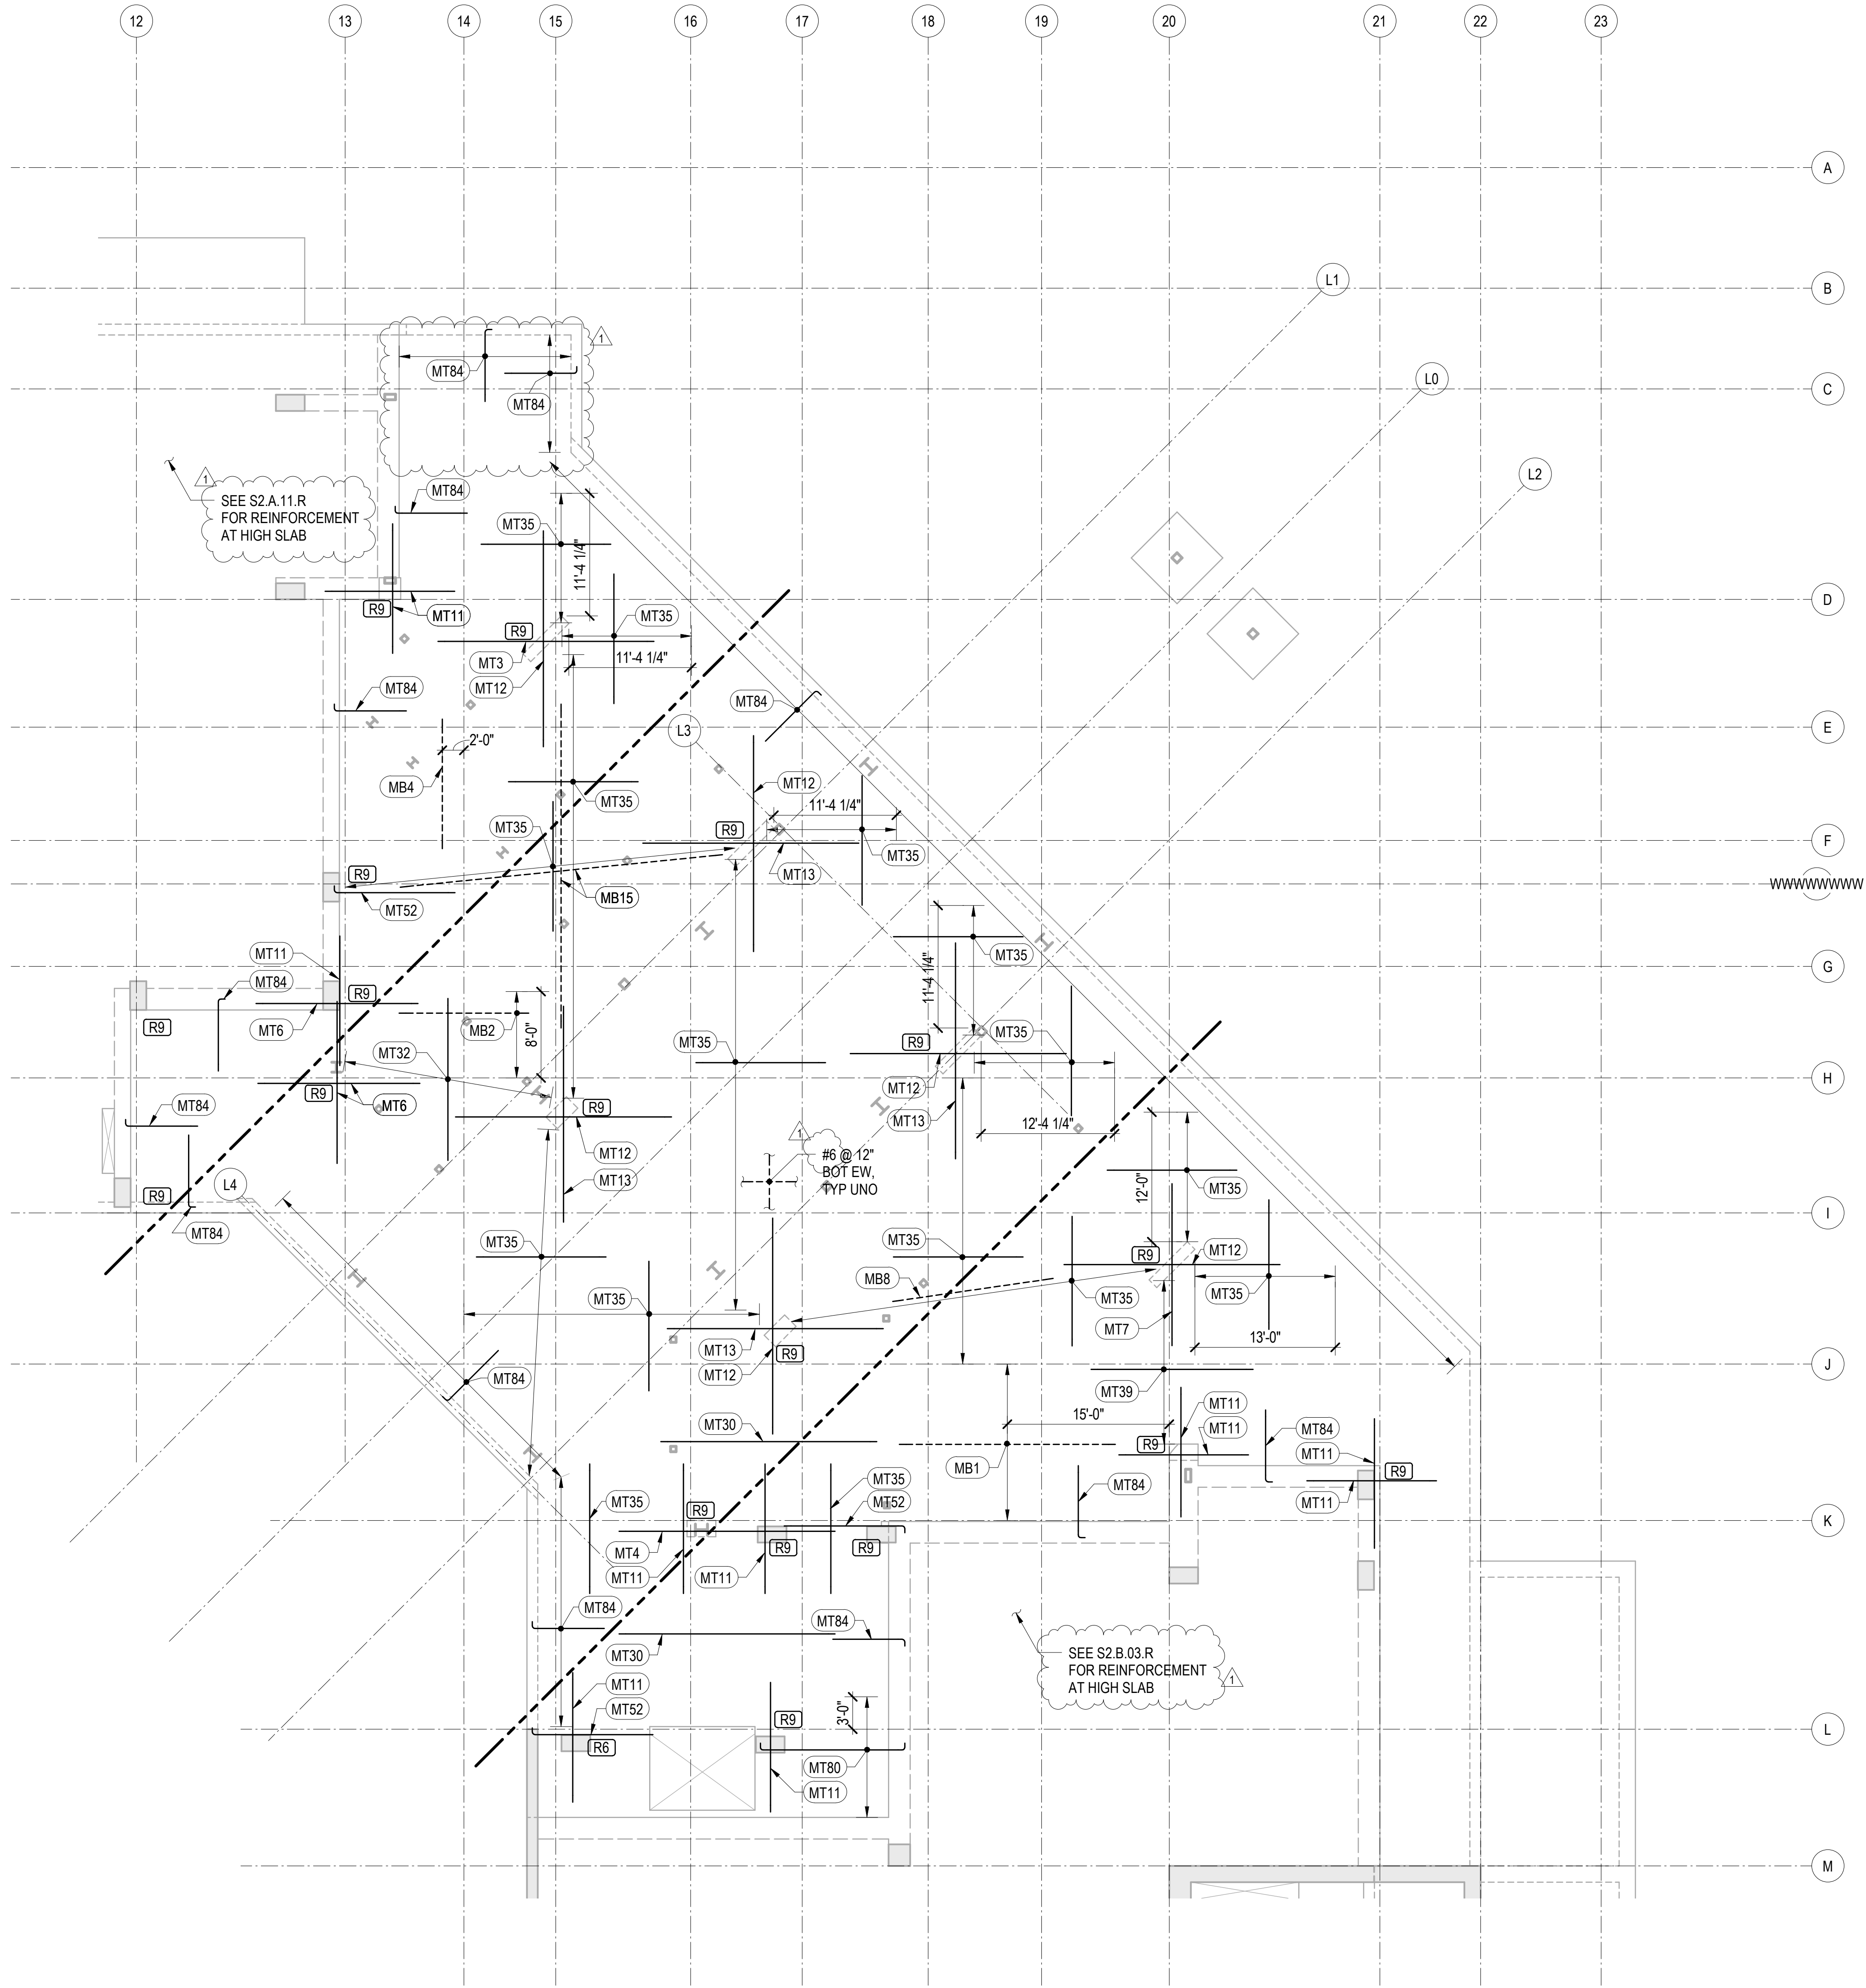 12 13 14 15 16 17 18 19 20 21 22 23
A
L1
B
1
MT84
L0
C
MT84
L2
1
SEE S2.A.11.R
FOR REINFORCEMENT
AT HIGH SLAB
MT84
MT35
11'-4 1/4"
D
R9
MT11
MT35
R9
MT3
11'-4 1/4"
MT12
MT84
MT84
L3
E
2'-0"
MB4
MT12
MT35
11'-4 1/4"
MT35
R9
F
MT35
R9
MT13
WWWWWWWW
MB15
MT52
MT11
MT35
G
MT84
R9
11'-4 1/4"
R9
MT6
MB2
8'-0"
MT35
R9
MT35
MT32
H
R9
MT12
MT6
R9
MT84
MT13
12'-4 1/4"
1
#6 @ 12"
BOT EW,
TYP UNO
MT12
MT13
MT35
12'-0"
L4
R9
I
MT84
MT35
MT35
R9
MT12
MB8
MT35
MT35
MT35
MT7
13'-0"
MT13
R9
J
MT12
MT84
MT39
MT11
15'-0"
MT30
MT11
MT84
R9
MT11
R9
MB1
MT35
MT35
MT84
MT52
MT11
R9
K
R9
R9
MT4
MT11
MT11
MT84
MT84
MT30
SEE S2.B.03.R
FOR REINFORCEMENT
AT HIGH SLAB
1
MT11
MT52
R9
3'-0"
L
R6
MT80
MT11
M